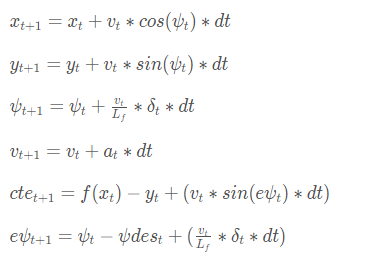 x_{t+1} = x_t + v_t * cos(ψ_t) * dt
y_{t+1} = y_t + v_t * sin(ψ_t) * dt
ψ_{t+1} = ψ_t + \frac{v_t}{L_f} * δ_t * dt
v_{t+1} = v_t + a_t * dt
cte_{t+1} = f(x_t) − y_t + (v_t * sin(eψ_t) * dt)
eψ_{t+1} = ψ_t − ψdes_t + (\frac{v_t}{L_f} * δ_t * dt)